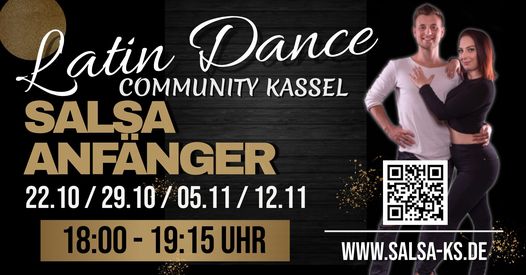 Latin Dance
COMMUNITY KASSEL
SALSA
ANFÄNGER
22.10 / 29.10 / 05.11 / 12.11
18:00 - 19:15 UHR
WWW.SALSA-KS.DE